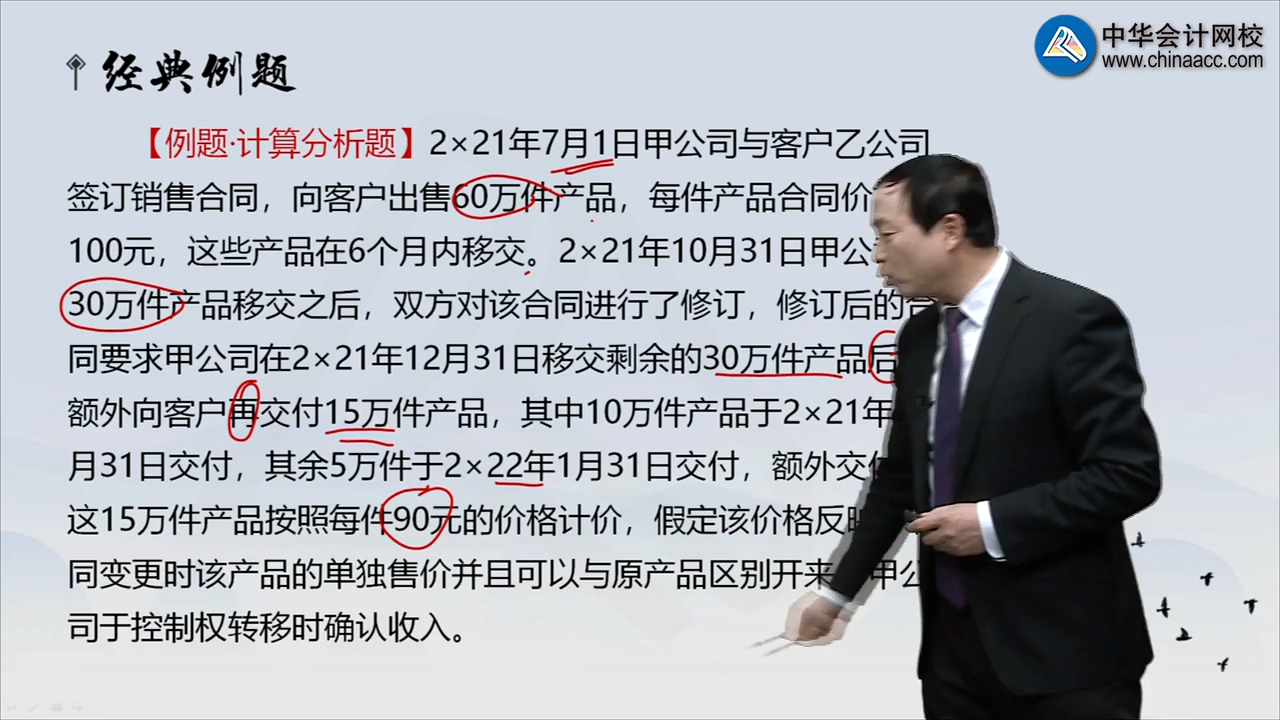 中华会计网校
www.chinaacc.com
经典例题
【例题·计算分析题】2×21年7月1日甲公司与客户乙公司
签订销售合同，向客户出售60万件产品，每件产品合同价
100元，这些产品在6个月内移交。2×21年10月31日甲公
30万件产品移交之后，双方对该合同进行了修订，修订后的合
同要求甲公司在2×21年12月31日移交剩余的30万件产品后
额外向客户再交付15万件产品，其中10万件产品于2×21年
月31日交付，其余5万件于2×22年1月31日交付，额外交付
这15万件产品按照每件90元的价格计价，假定该价格反映
同变更时该产品的单独售价并且可以与原产品区别开来
甲公
司于控制权转移时确认收入。